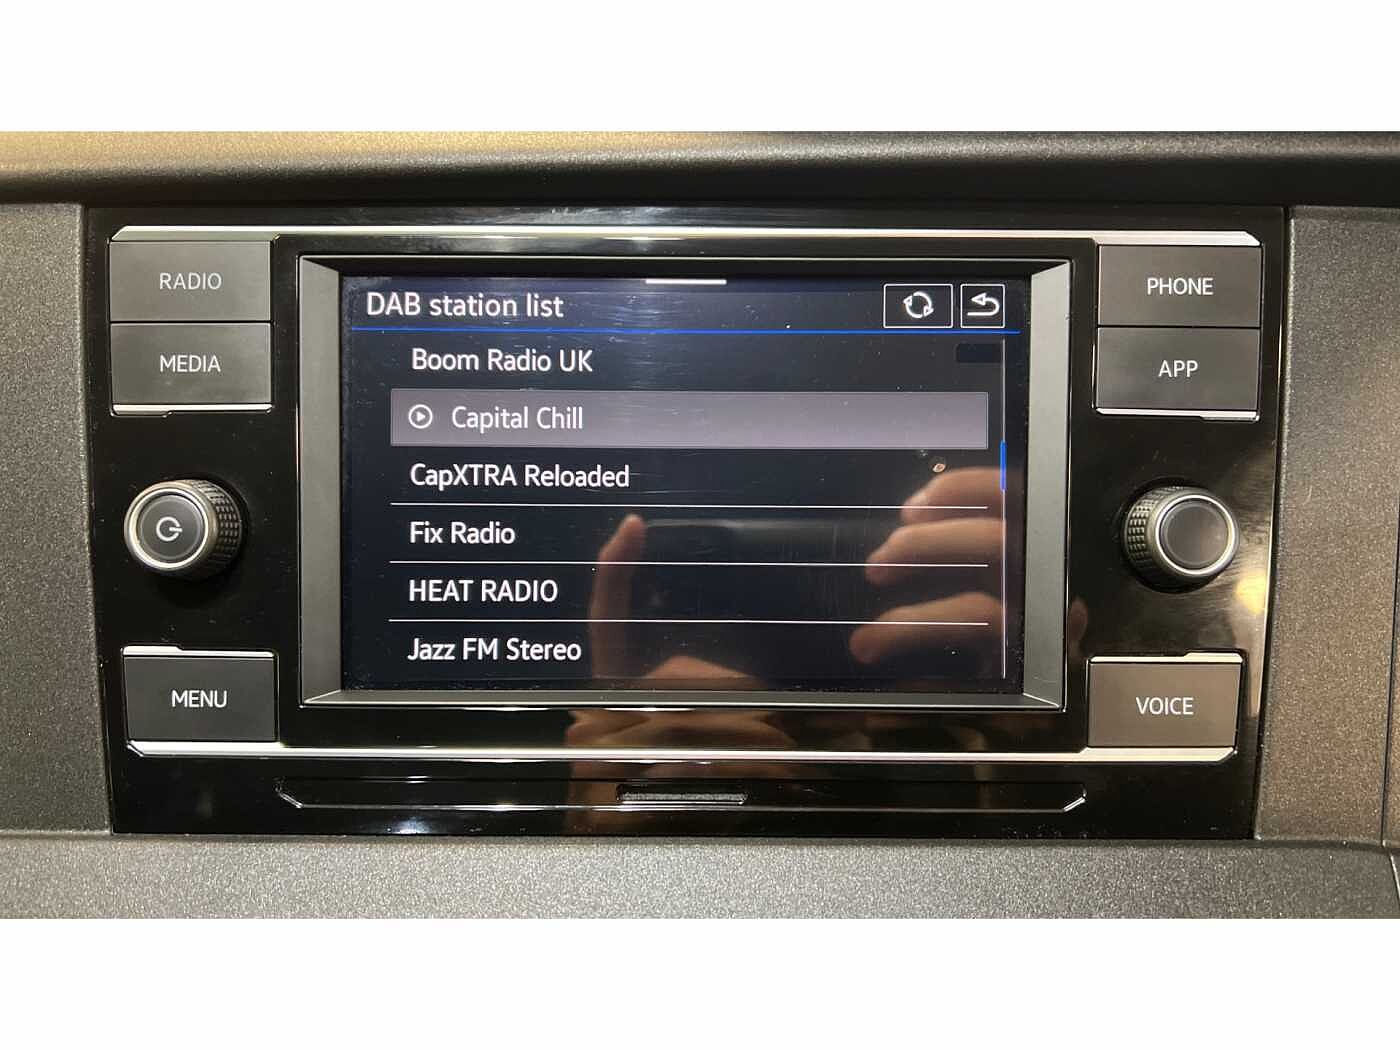 RADIO
MEDIA
MENU
DAB station list
Boom Radio UK
Capital Chill
CapXTRA Reloaded
Fix Radio
HEAT RADIO
Jazz FM Stereo
PHONE
APP
VOICE